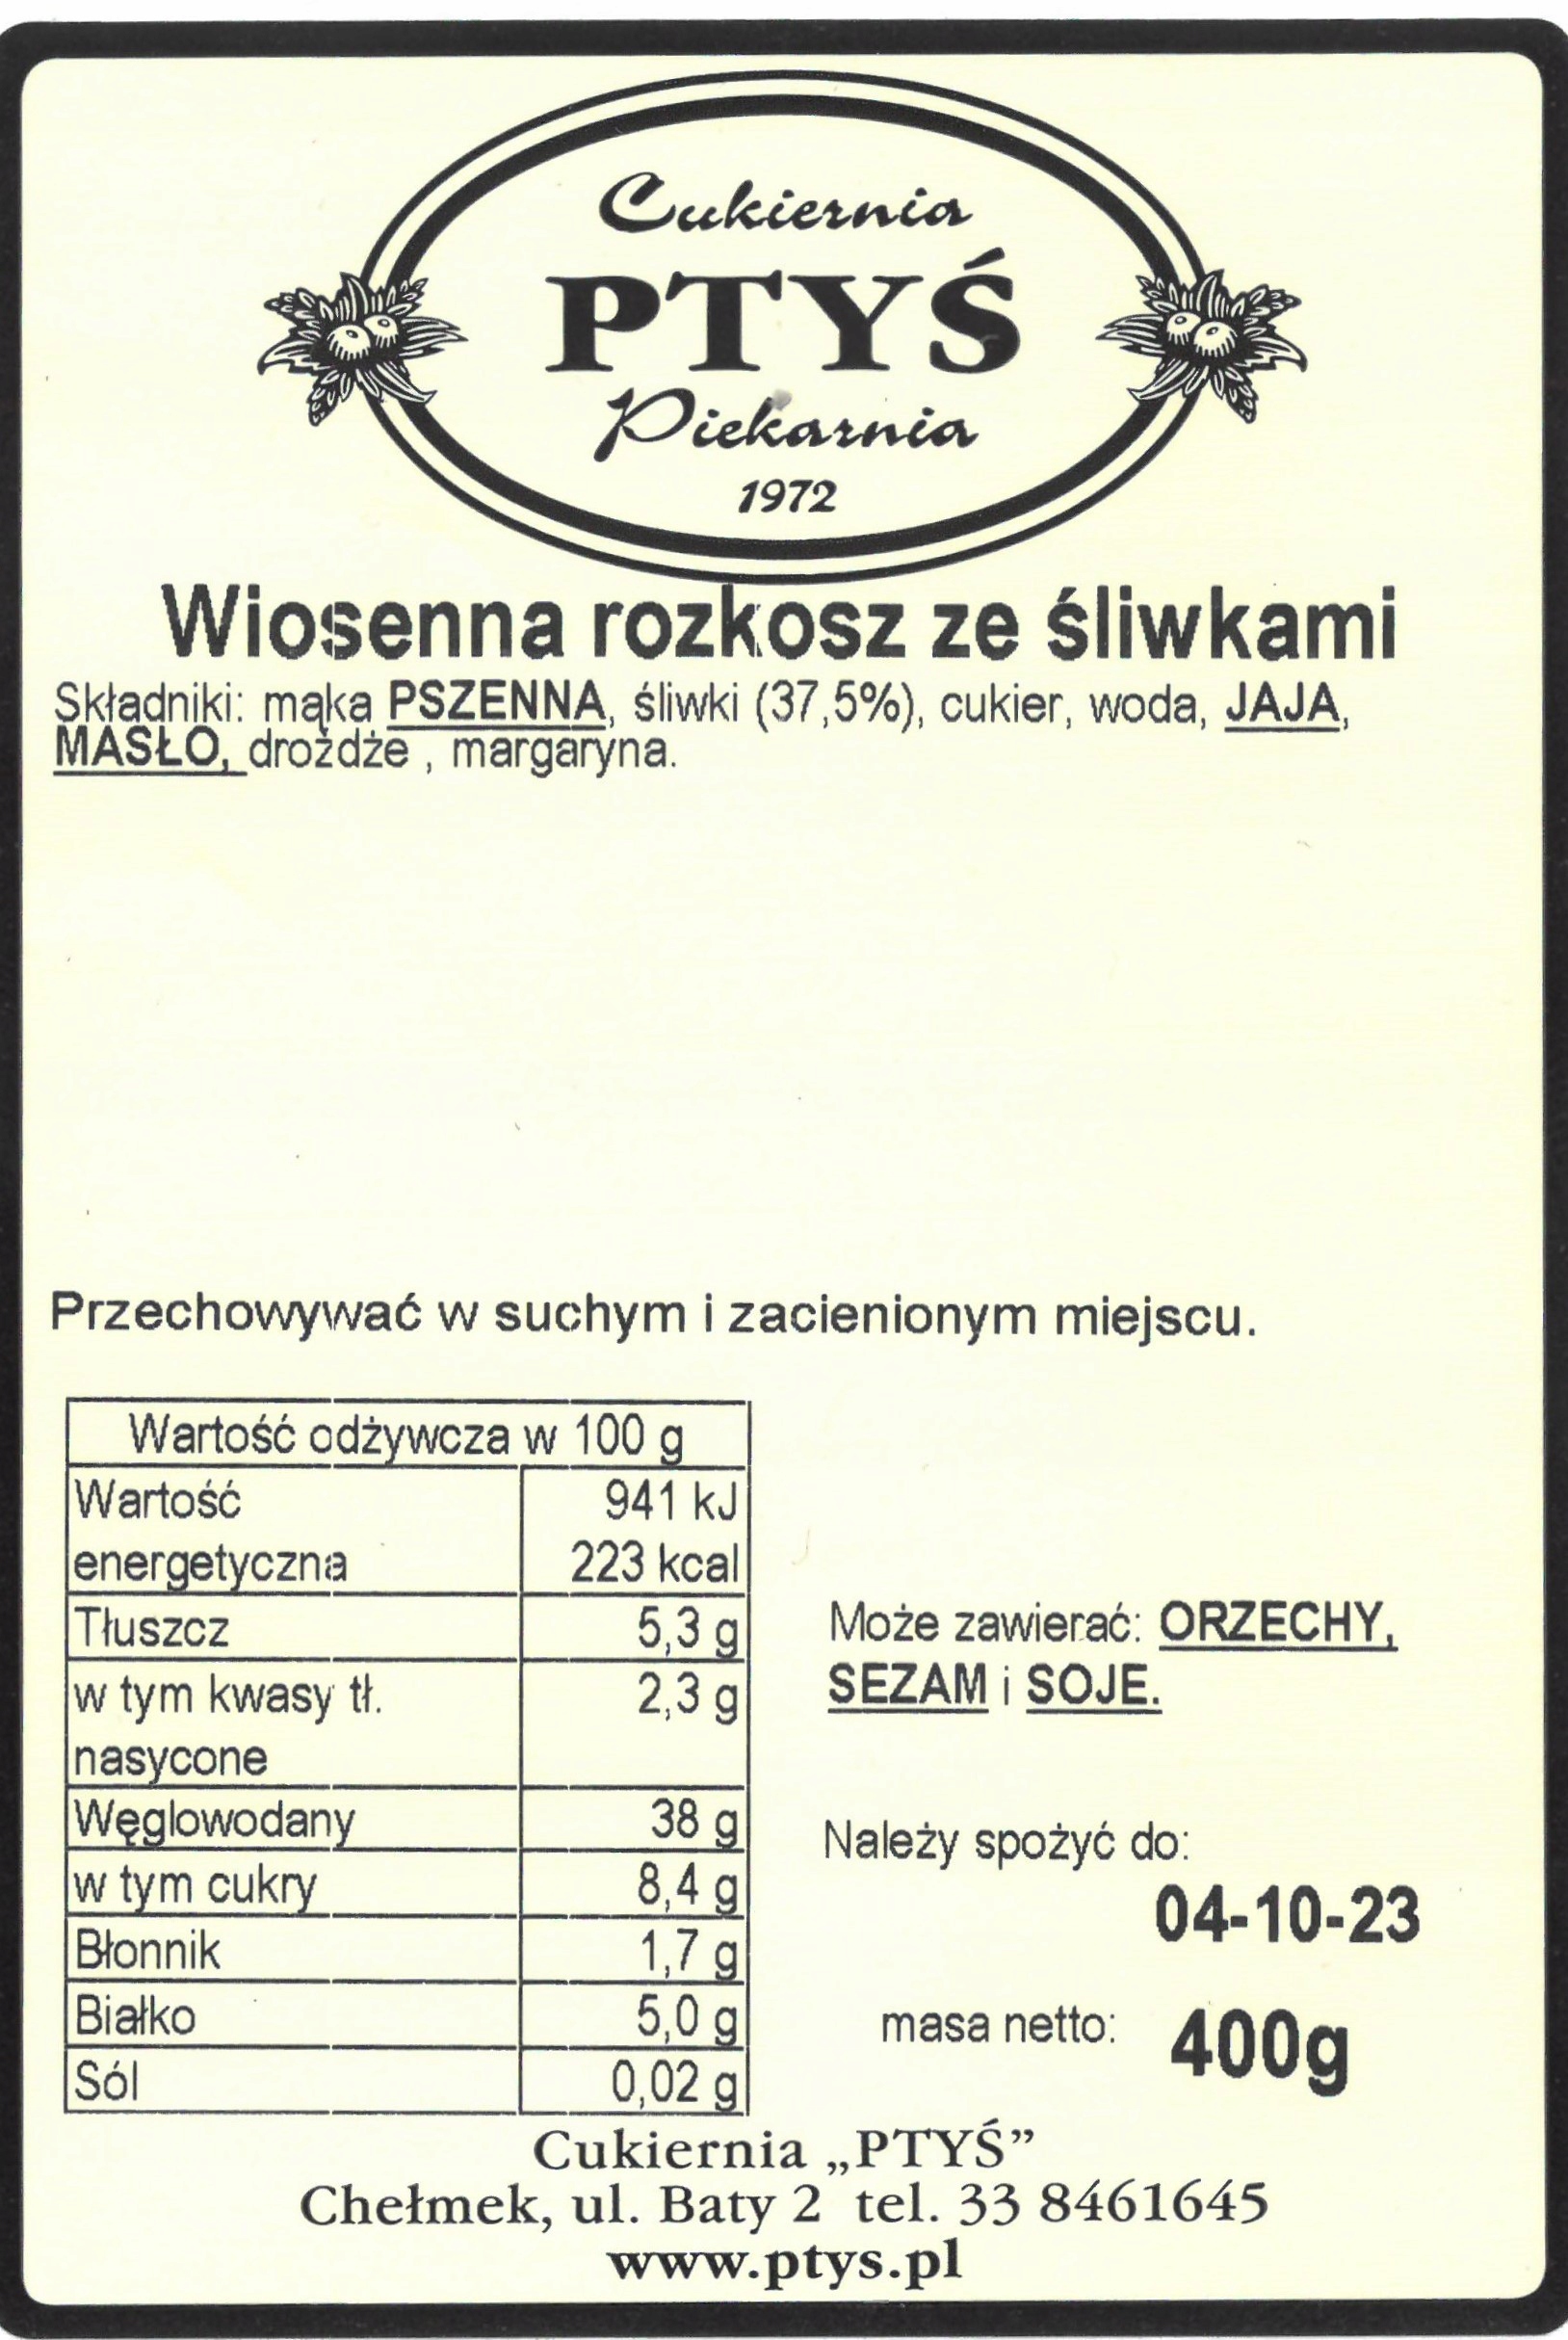 Cukiernia
PTYŚ
Piekarnia
1972
Wiosenna rozkosz ze śliwkami
Składniki: mąka PSZENNA, śliwki (37,5%), cukier, woda, JAJA,
MASŁO, drożdże , margaryna.
Przechowywać w suchym i zacienionym miejscu.
Wartość odżywcza w 100 g
Wartość 941 kJ
energetyczna 223 kcal
Tłuszcz 5,3 g
w tym kwasy tł. 2,3 g
nasycone
Węglowodany 38 g
w tym cukry 8,4 g
Błonnik 1,7 g
Białko 5,0 g
Sól 0,02 g
Może zawierać: ORZECHY,
SEZAM i SOJE.
Należy spożyć do:
04-10-23
masa netto: 400g
Cukiernia „PTYŚ”
Chełmek, ul. Baty 2 tel. 33 8461645
www.ptys.pl